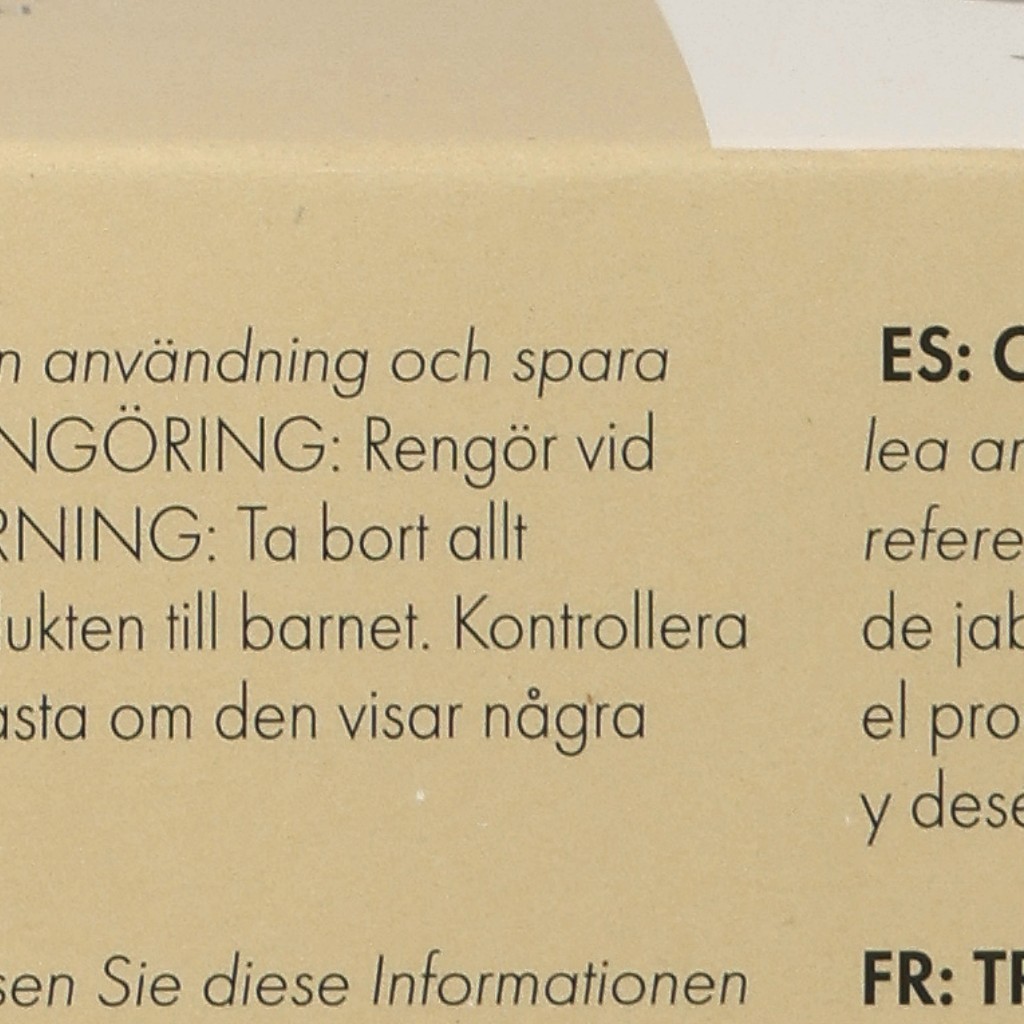 n användning och spara
NGÖRING: Rengör vid
RNING: Ta bort allt
ukten till barnet. Kontrollera
asta om den visar några
sen Sie diese Informationen
ES: C
lea an
refere
de jab
el pro
y dese
FR: TF